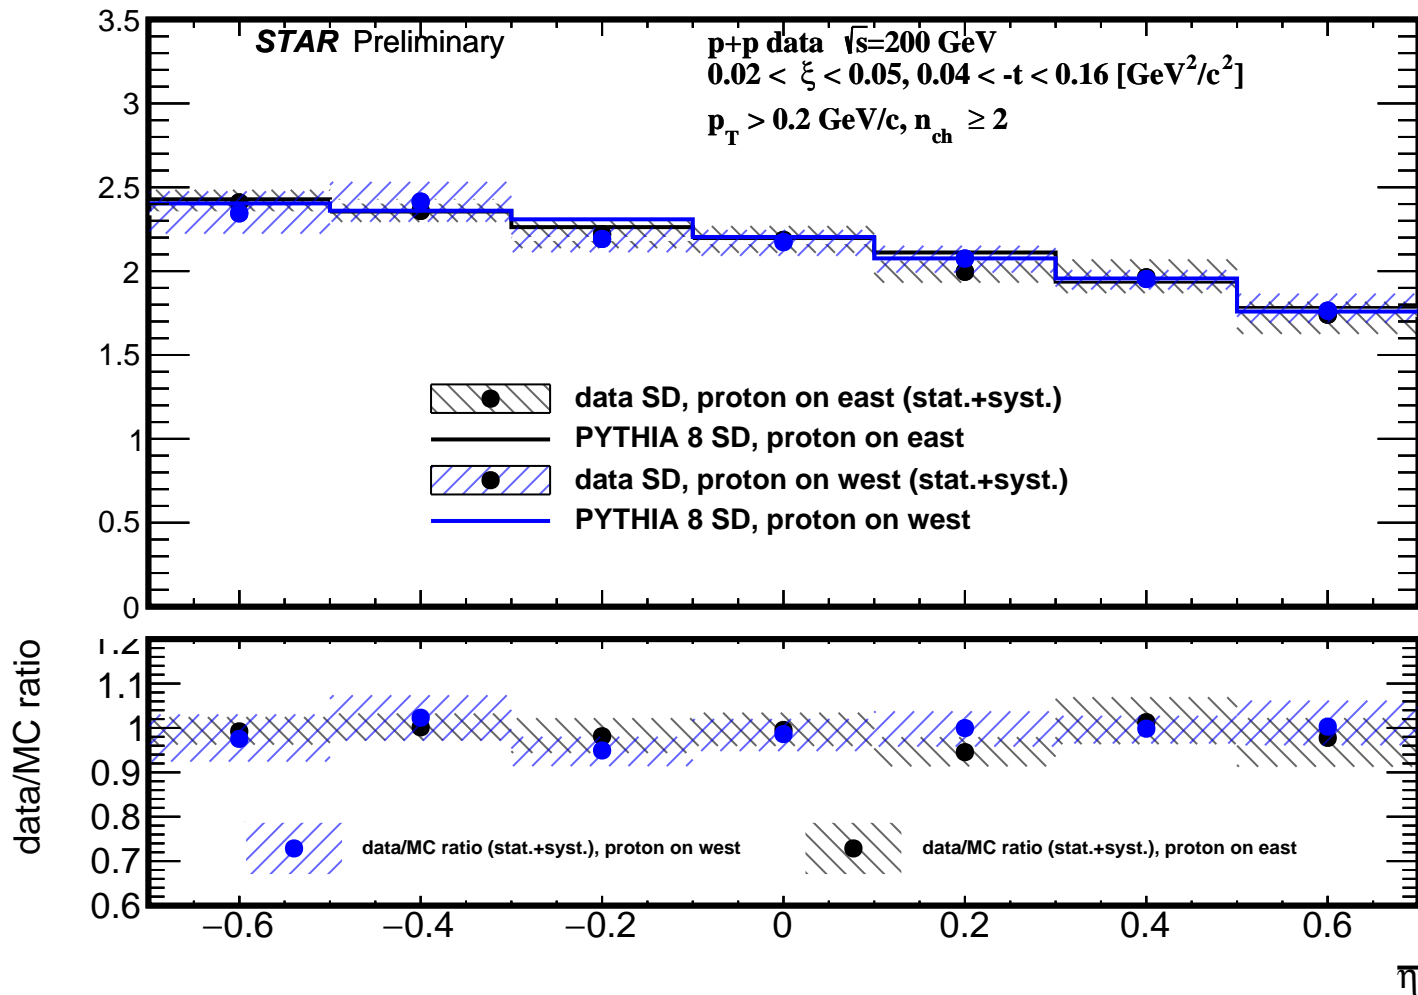 STAR Preliminary
p+p data √s=200 GeV
0.02 < ξ < 0.05, 0.04 < -t < 0.16 [GeV²/c²]
p_T > 0.2 GeV/c, n_ch ≥ 2
3.5
3
2.5
2
1.5
1
0.5
0
data SD, proton on east (stat.+syst.)
PYTHIA 8 SD, proton on east
data SD, proton on west (stat.+syst.)
PYTHIA 8 SD, proton on west
data/MC ratio
1.2
1.1
1
0.9
0.8
0.7
0.6
data/MC ratio (stat.+syst.), proton on west
data/MC ratio (stat.+syst.), proton on east
−0.6 −0.4 −0.2 0 0.2 0.4 0.6
η̅